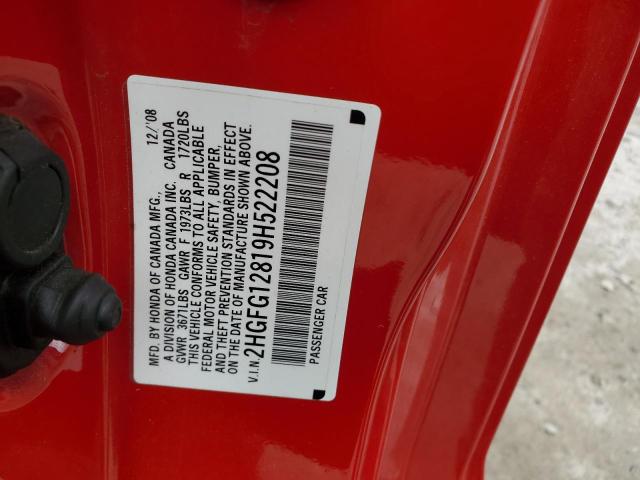 MFD. BY HONDA OF CANADA MFG., 12/'08
A DIVISION OF HONDA CANADA INC. CANADA
GVWR 3671LBS GAWR F 1973LBS R 1720LBS
THIS VEHICLE CONFORMS TO ALL APPLICABLE
FEDERAL MOTOR VEHICLE SAFETY, BUMPER,
AND THEFT PREVENTION STANDARDS IN EFFECT
ON THE DATE OF MANUFACTURE SHOWN ABOVE.
V.I.N. 2HGFG12819H522208
PASSENGER CAR